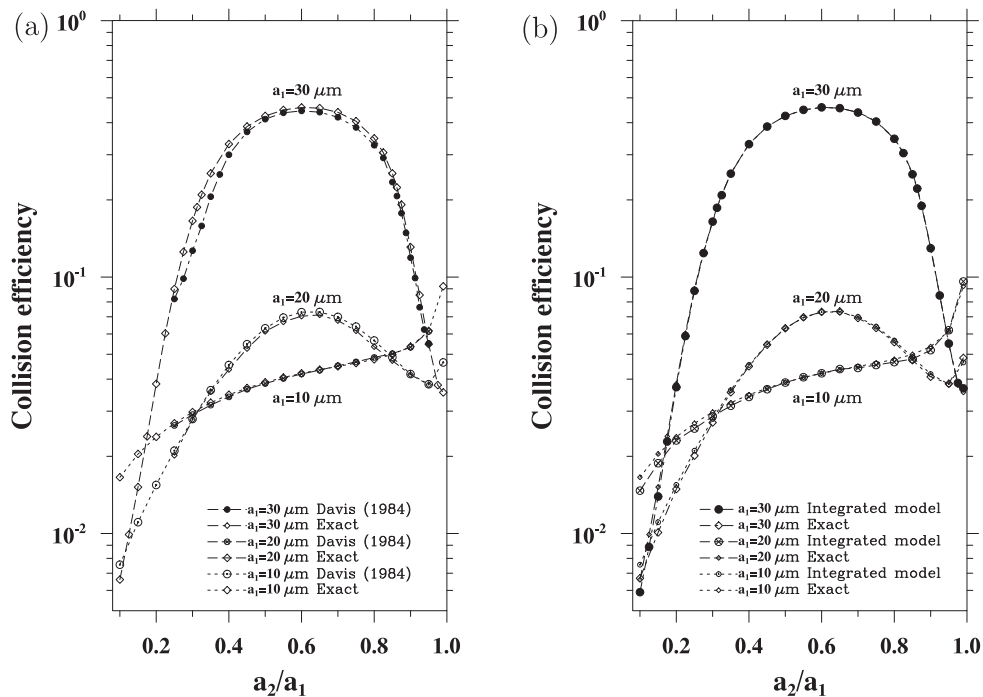 (a)
10⁰
10⁻¹
10⁻²
Collision efficiency
a₁=30 μm
a₁=20 μm
a₁=10 μm
a₁=30 μm Davis (1984)
a₁=30 μm Exact
a₁=20 μm Davis (1984)
a₁=20 μm Exact
a₁=10 μm Davis (1984)
a₁=10 μm Exact
0.2 0.4 0.6 0.8 1.0
a₂/a₁
(b)
10⁰
10⁻¹
10⁻²
Collision efficiency
a₁=30 μm
a₁=20 μm
a₁=10 μm
a₁=30 μm Integrated model
a₁=30 μm Exact
a₁=20 μm Integrated model
a₁=20 μm Exact
a₁=10 μm Integrated model
a₁=10 μm Exact
0.2 0.4 0.6 0.8 1.0
a₂/a₁